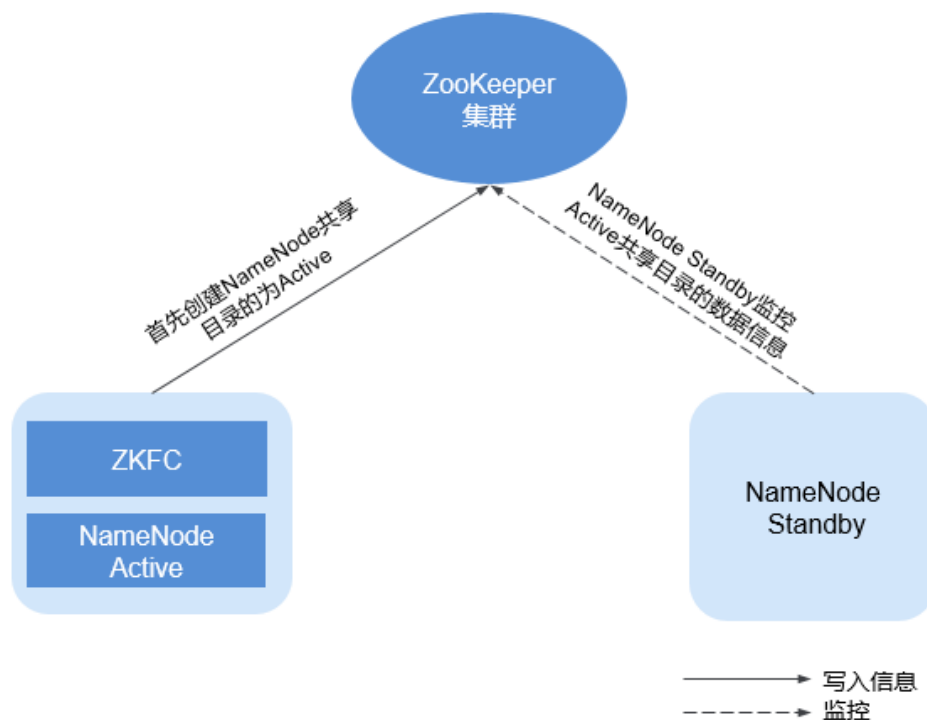 ZooKeeper
集群
首先创建NameNode共享
目录的为Active
NameNode Standby监控
Active共享目录的数据信息
ZKFC
NameNode
Active
NameNode
Standby
写入信息
监控